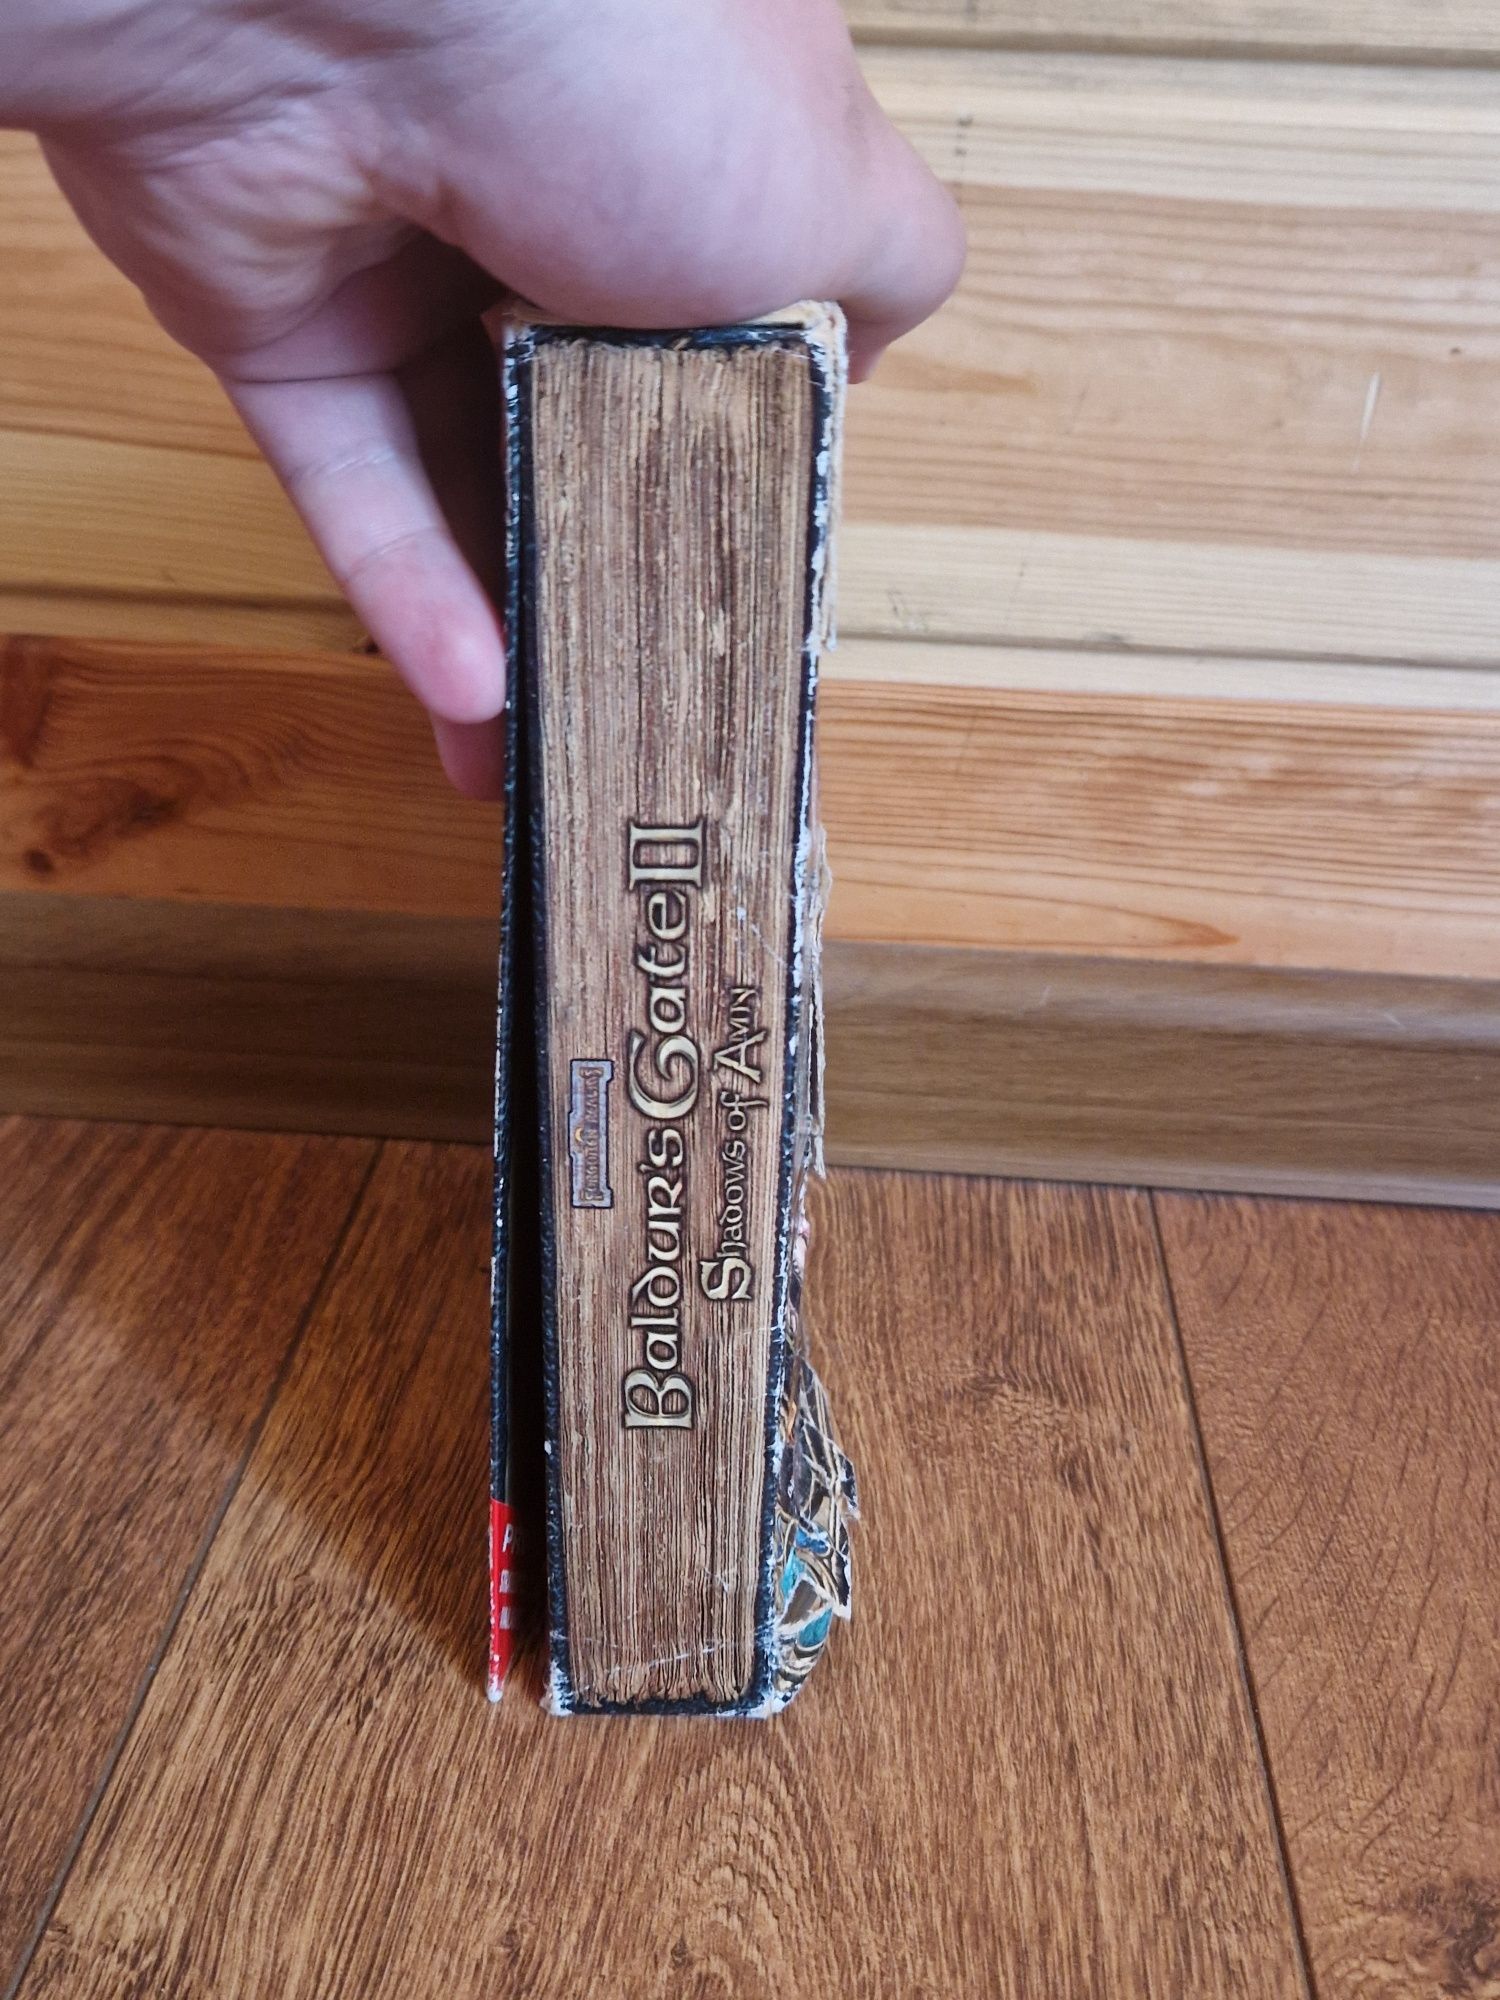 Forgotten Realms
Baldur's Gate II
Shadows of Amn